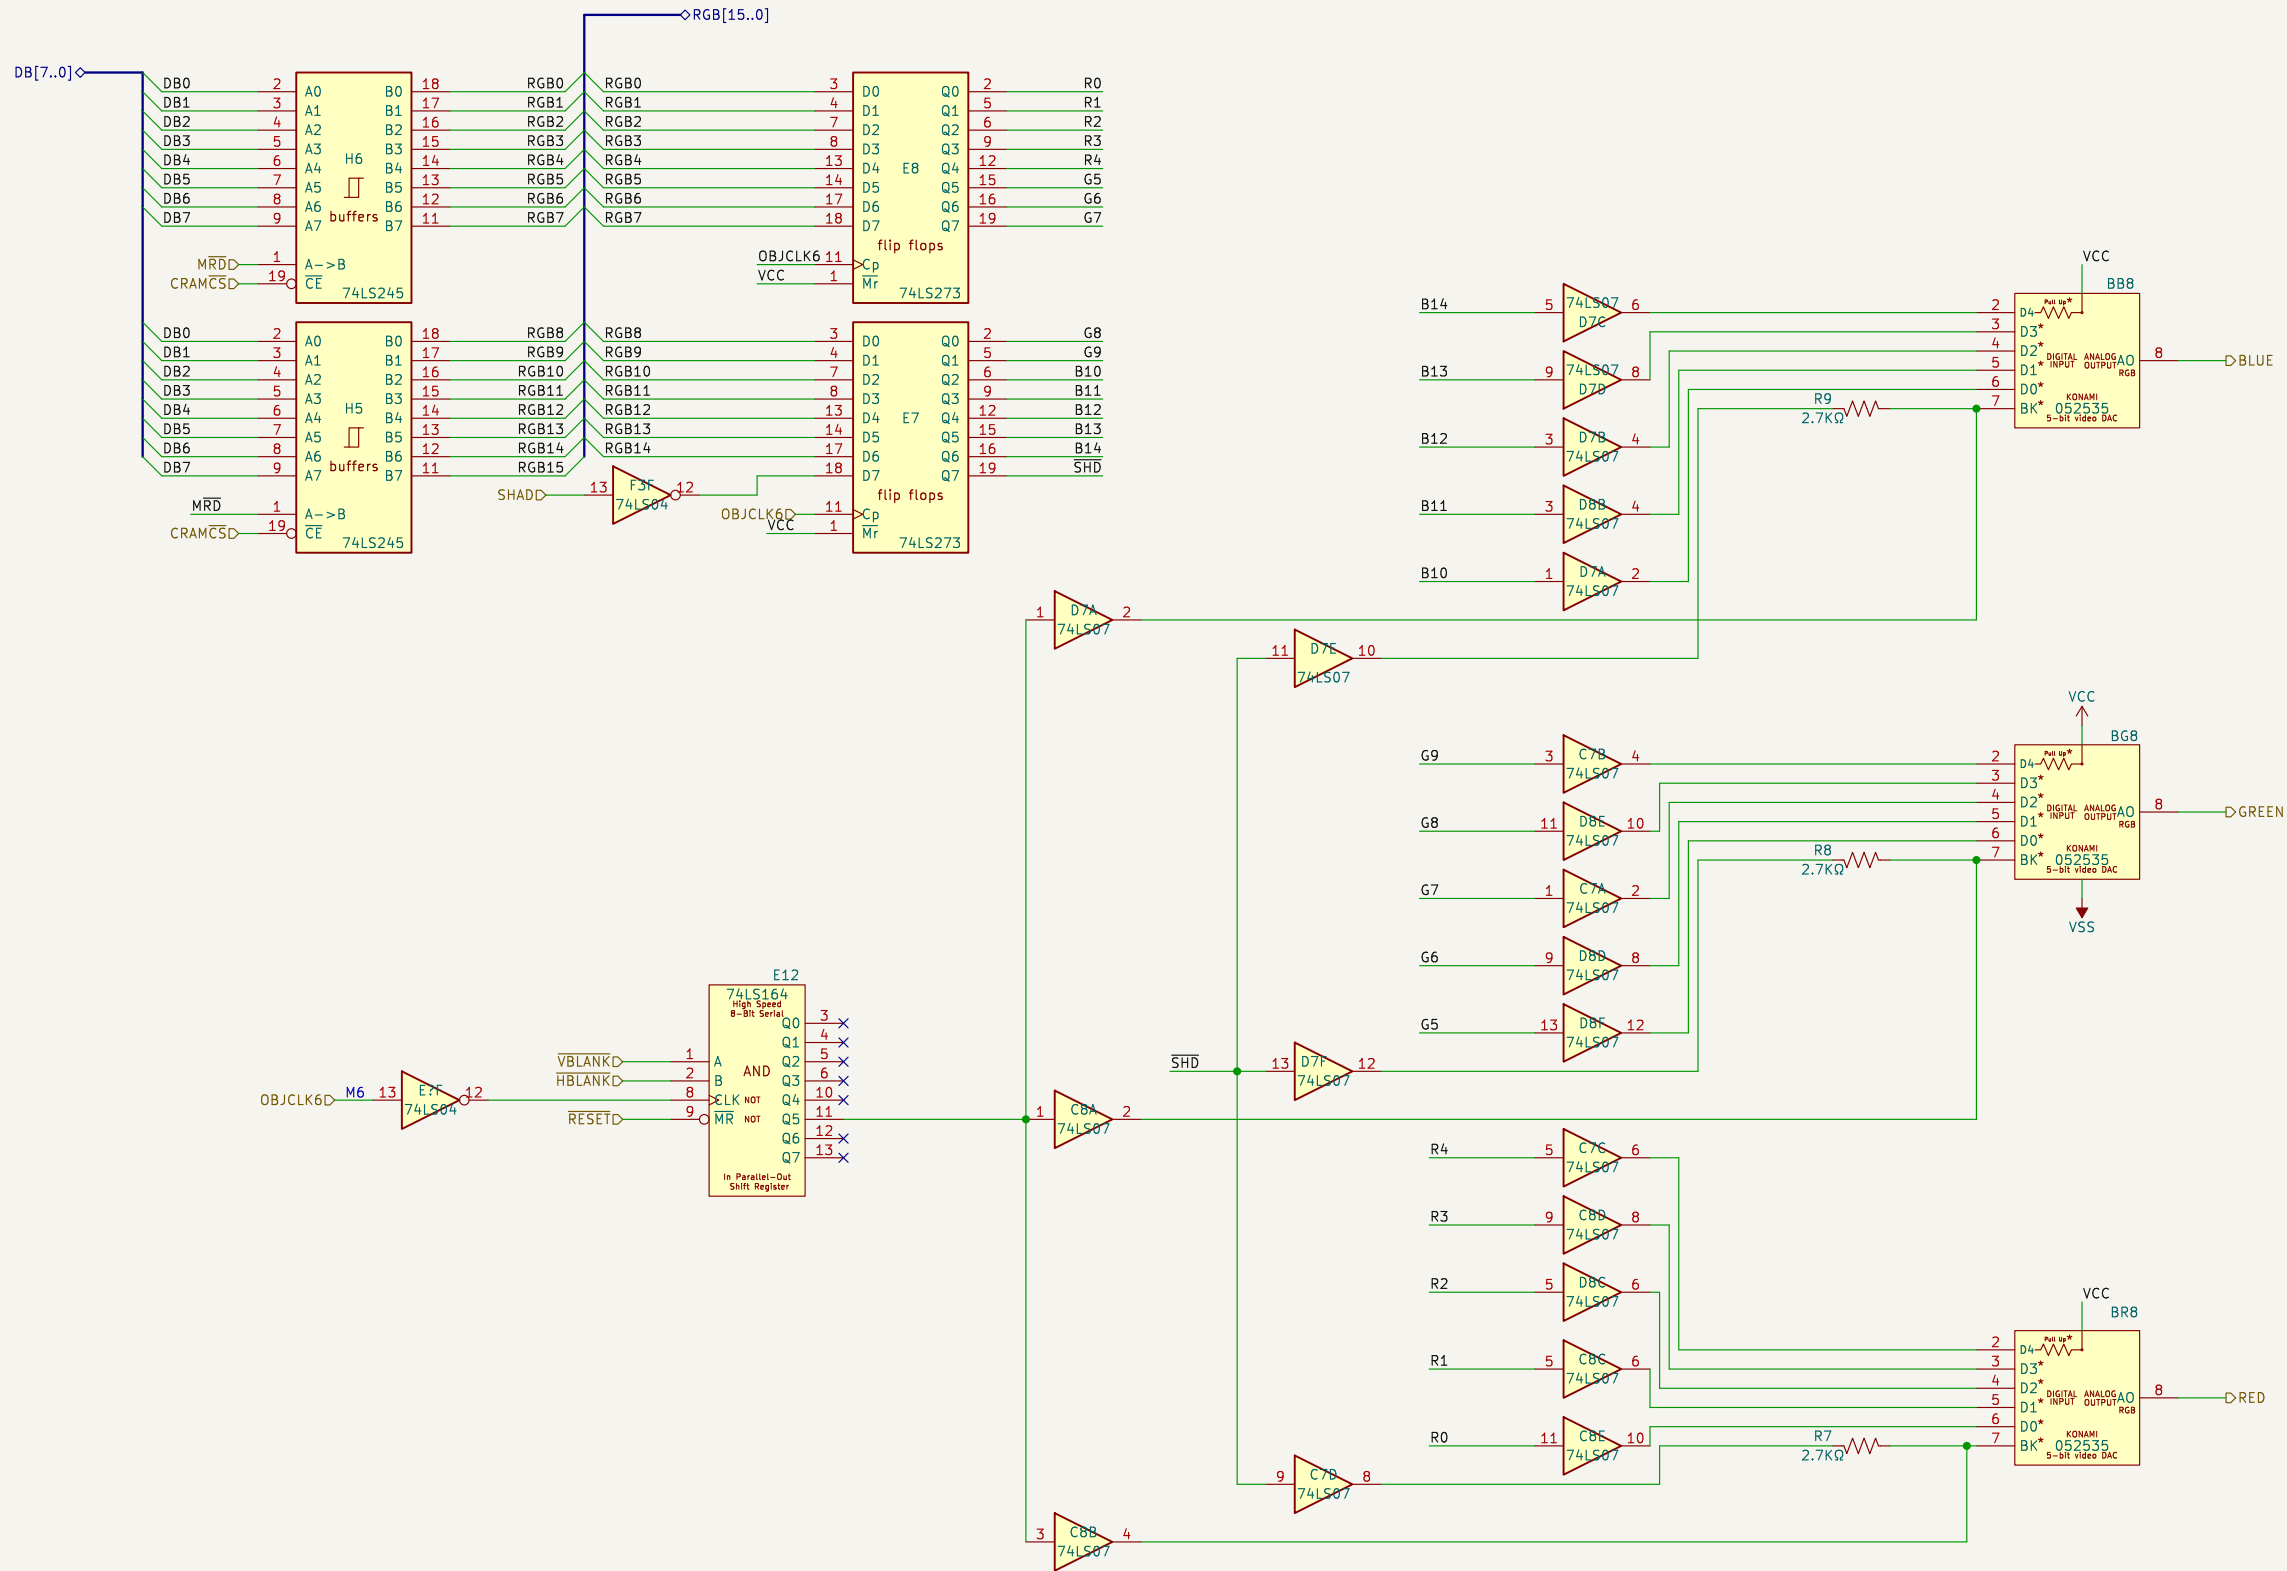 RGB[15..0]
DB[7..0]
DB0 2 A0 B0 18 RGB0 RGB0 3 D0 Q0 2 R0
DB1 3 A1 B1 17 RGB1 RGB1 4 D1 Q1 5 R1
DB2 4 A2 B2 16 RGB2 RGB2 7 D2 Q2 6 R2
DB3 5 A3 B3 15 RGB3 RGB3 8 D3 Q3 9 R3
H6
DB4 6 A4 B4 14 RGB4 RGB4 13 D4 E8 Q4 12 R4
DB5 7 A5 B5 13 RGB5 RGB5 14 D5 Q5 15 G5
DB6 8 A6 B6 12 RGB6 RGB6 17 D6 Q6 16 G6
buffers
DB7 9 A7 B7 11 RGB7 RGB7 18 D7 Q7 19 G7
flip flops
MRD 1 A->B OBJCLK6 11 Cp
CRAMCS 19 CE VCC 1 Mr
74LS245 74LS273
DB0 2 A0 B0 18 RGB8 RGB8 3 D0 Q0 2 G8
DB1 3 A1 B1 17 RGB9 RGB9 4 D1 Q1 5 G9
DB2 4 A2 B2 16 RGB10 RGB10 7 D2 Q2 6 B10
DB3 5 A3 B3 15 RGB11 RGB11 8 D3 Q3 9 B11
H5
DB4 6 A4 B4 14 RGB12 RGB12 13 D4 E7 Q4 12 B12
DB5 7 A5 B5 13 RGB13 RGB13 14 D5 Q5 15 B13
DB6 8 A6 B6 12 RGB14 RGB14 17 D6 Q6 16 B14
buffers
DB7 9 A7 B7 11 RGB15 18 D7 Q7 19 SHD
SHAD 13 F3F 12
74LS04
flip flops
MRD 1 A->B OBJCLK6 11 Cp
CRAMCS 19 CE VCC 1 Mr
74LS245 74LS273
VCC
BB8
B14 5 74LS07 6
D7C
B13 9 74LS07 8
D7D
B12 3 D7B 4
74LS07
B11 3 D8B 4
74LS07
B10 1 D7A 2
74LS07
R9
2.7KΩ
Pull Up*
2 D4
3 D3*
4 D2*
5 D1*
6 D0*
7 BK*
DIGITAL INPUT
ANALOG OUTPUT
AO 8 BLUE
RGB
KONAMI
052535
5-bit video DAC
1 D7A 2
74LS07
11 D7E 10
74LS07
VCC
BG8
G9 3 C7B 4
74LS07
G8 11 D8E 10
74LS07
G7 1 C7A 2
74LS07
G6 9 D8D 8
74LS07
G5 13 D8F 12
74LS07
R8
2.7KΩ
Pull Up*
2 D4
3 D3*
4 D2*
5 D1*
6 D0*
7 BK*
DIGITAL INPUT
ANALOG OUTPUT
AO 8 GREEN
RGB
KONAMI
052535
5-bit video DAC
VSS
E12
74LS164
High Speed
8-Bit Serial
Q0 3
Q1 4
VBLANK 1 A Q2 5
HBLANK 2 B AND Q3 6
OBJCLK6 M6 13 E?F 12 8 CLK NOT Q4 10
74LS04
RESET 9 MR NOT Q5 11
Q6 12
Q7 13
In Parallel-Out
Shift Register
SHD 13 D7F 12
74LS07
1 C8A 2
74LS07
R4 5 C7C 6
74LS07
R3 9 C8D 8
74LS07
R2 5 D8C 6
74LS07
R1 5 C8C 6
74LS07
R0 11 C8E 10
74LS07
9 C7D 8
74LS07
3 C8B 4
74LS07
R7
2.7KΩ
VCC
BR8
Pull Up*
2 D4
3 D3*
4 D2*
5 D1*
6 D0*
7 BK*
DIGITAL INPUT
ANALOG OUTPUT
AO 8 RED
RGB
KONAMI
052535
5-bit video DAC